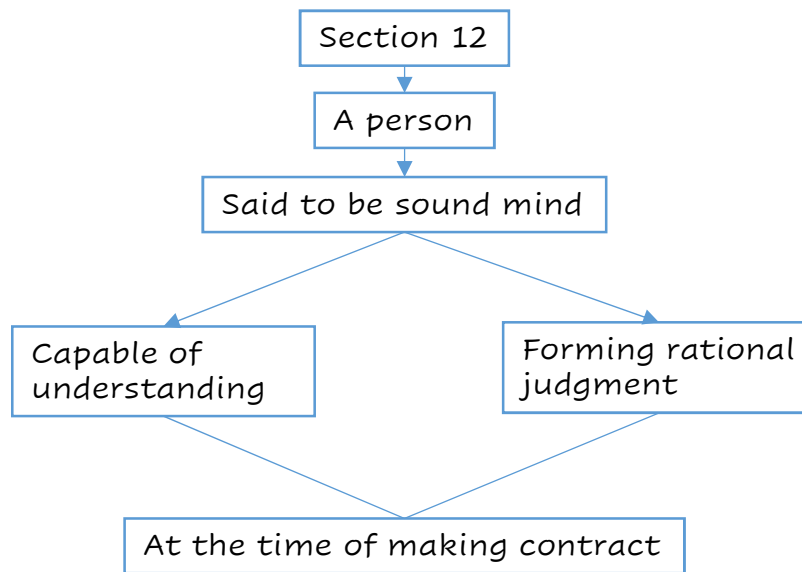 Section 12
A person
Said to be sound mind
Capable of
understanding
Forming rational
judgment
At the time of making contract